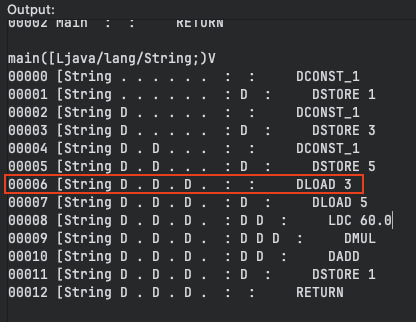 Output:
00002 Main : : RETURN
main([Ljava/lang/String;)V
00000 [String . . . . . . : : DCONST_1
00001 [String . . . . . . : D : DSTORE 1
00002 [String D . . . . . : : DCONST_1
00003 [String D . . . . . : D : DSTORE 3
00004 [String D . D . . . : : DCONST_1
00005 [String D . D . . . : D : DSTORE 5
00006 [String D . D . D . : : DLOAD 3
00007 [String D . D . D . : D : DLOAD 5
00008 [String D . D . D . : D D : LDC 60.0
00009 [String D . D . D . : D D D : DMUL
00010 [String D . D . D . : D D : DADD
00011 [String D . D . D . : D : DSTORE 1
00012 [String D . D . D . : : RETURN